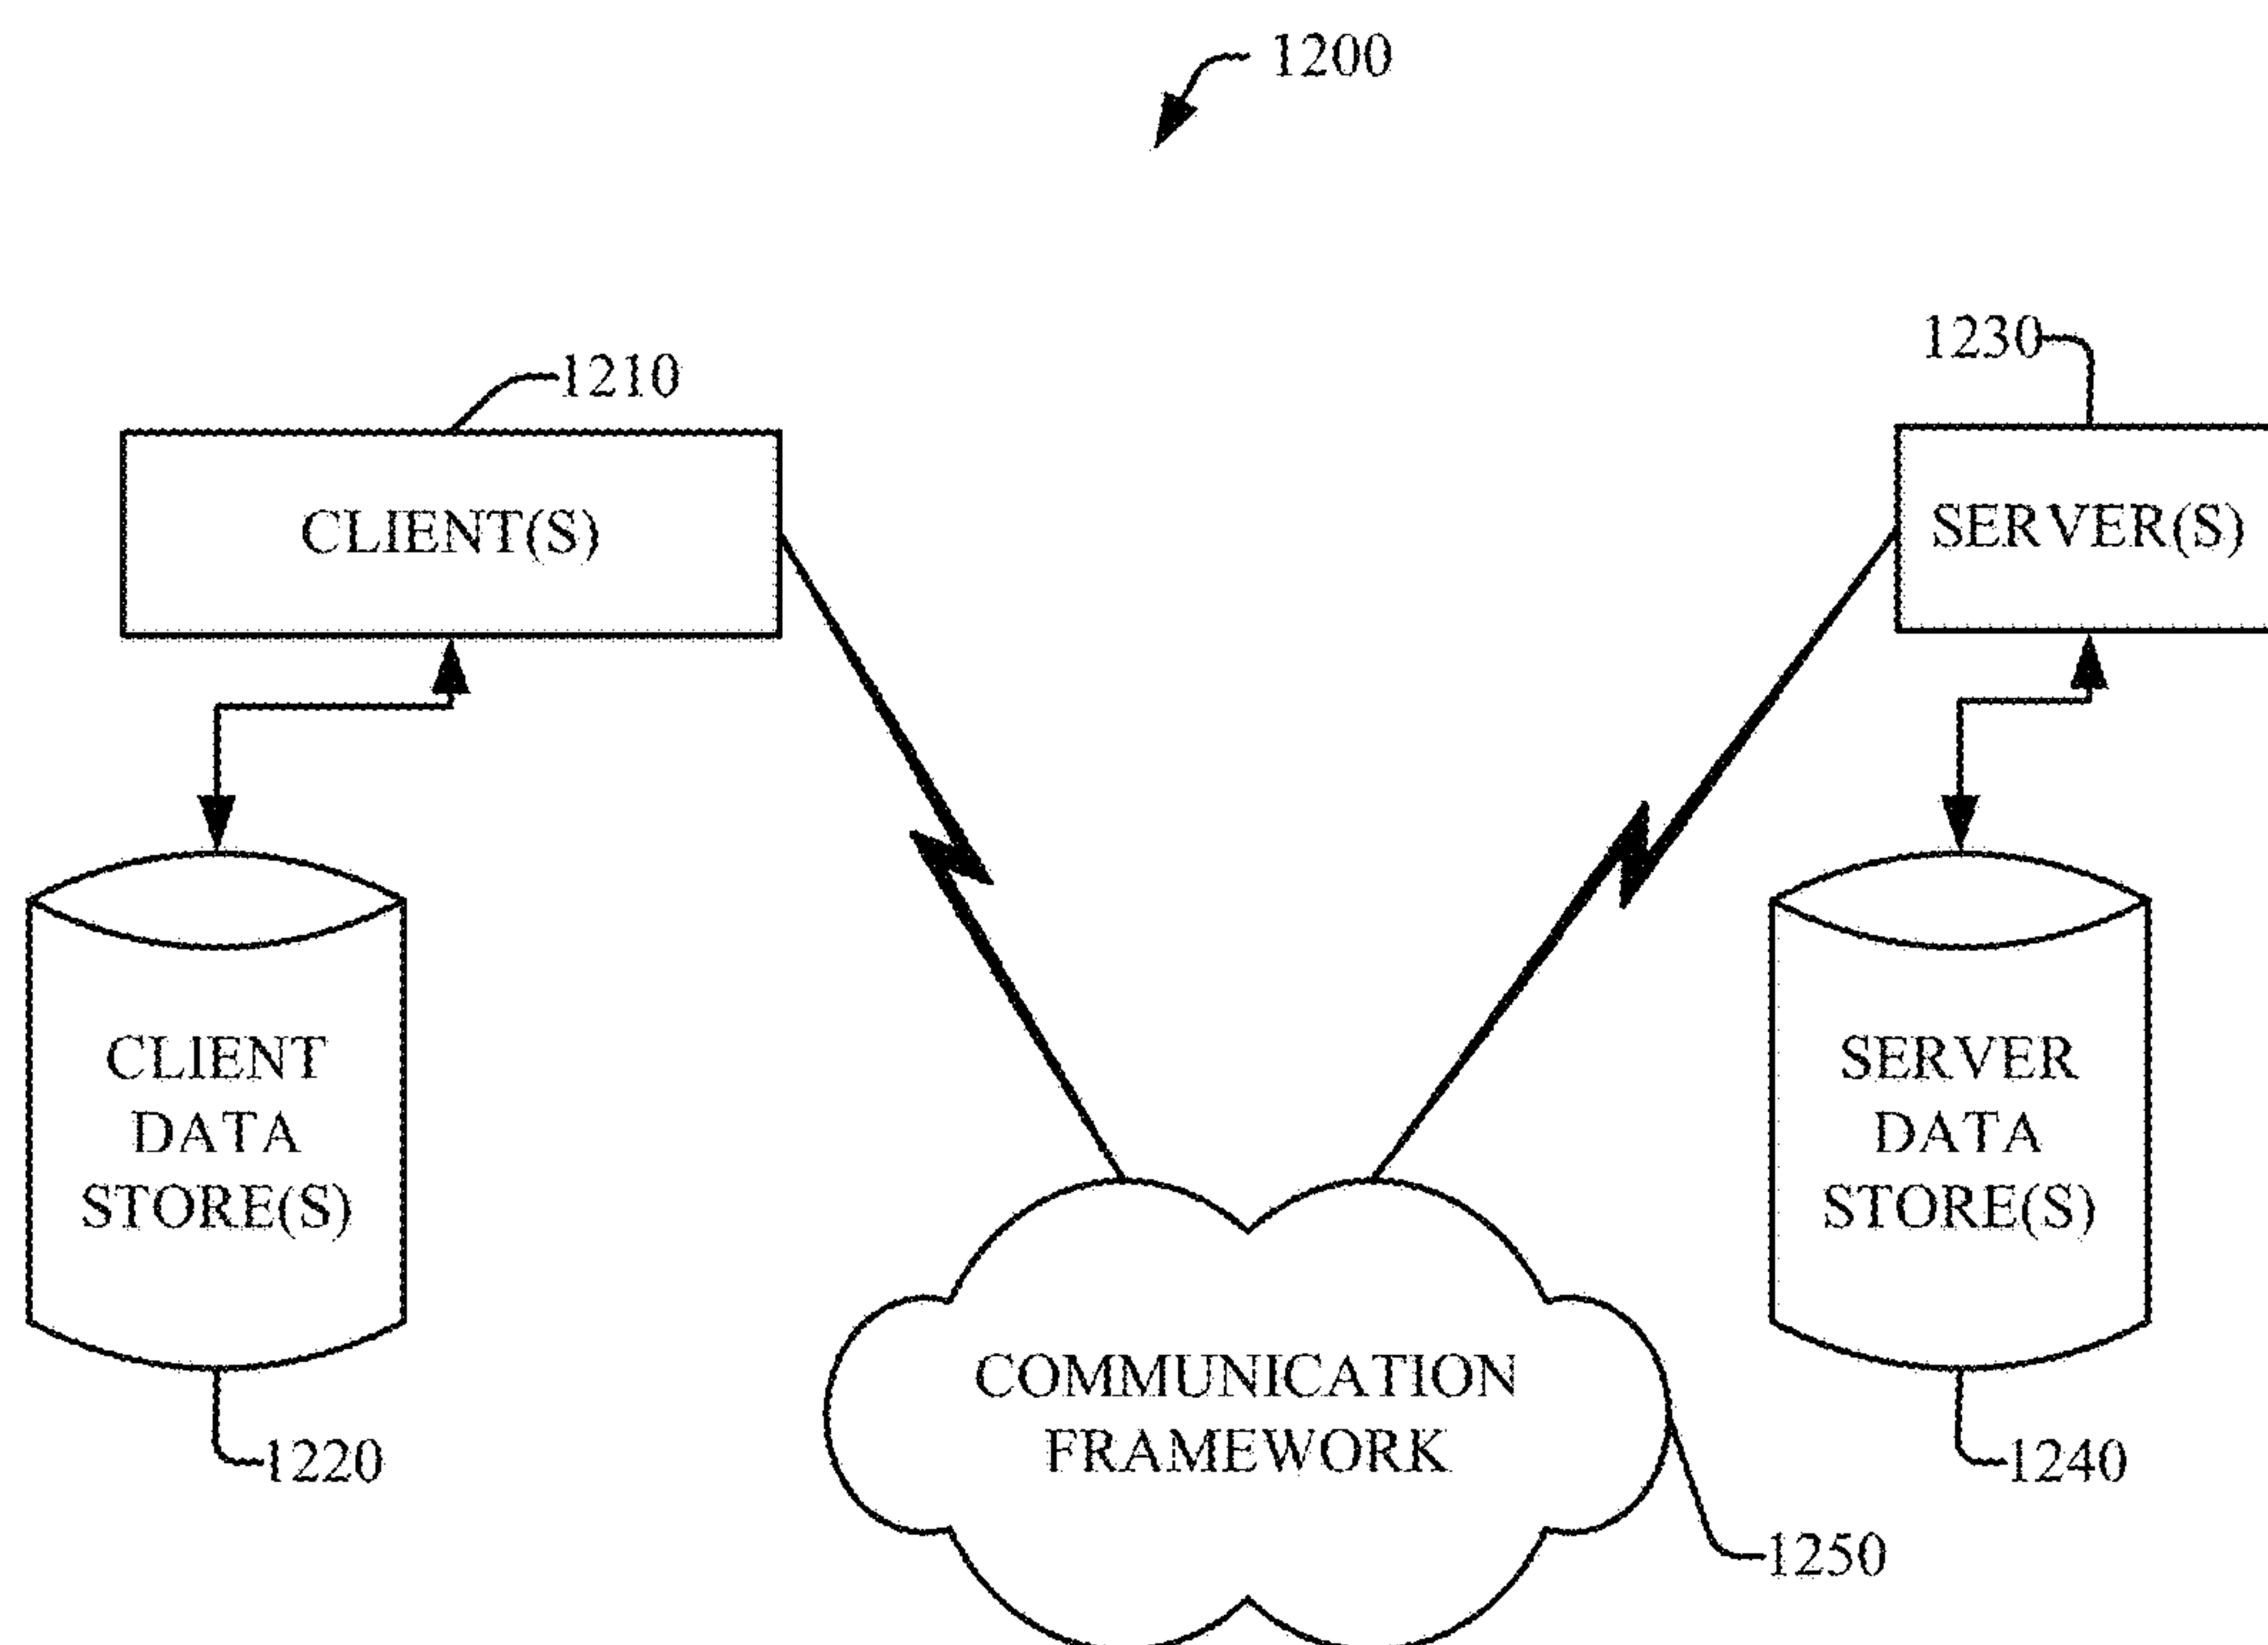 1200
1210
1230
CLIENT(S)
SERVER(S)
CLIENT
DATA
STORE(S)
SERVER
DATA
STORE(S)
COMMUNICATION
FRAMEWORK
1220
1240
1250